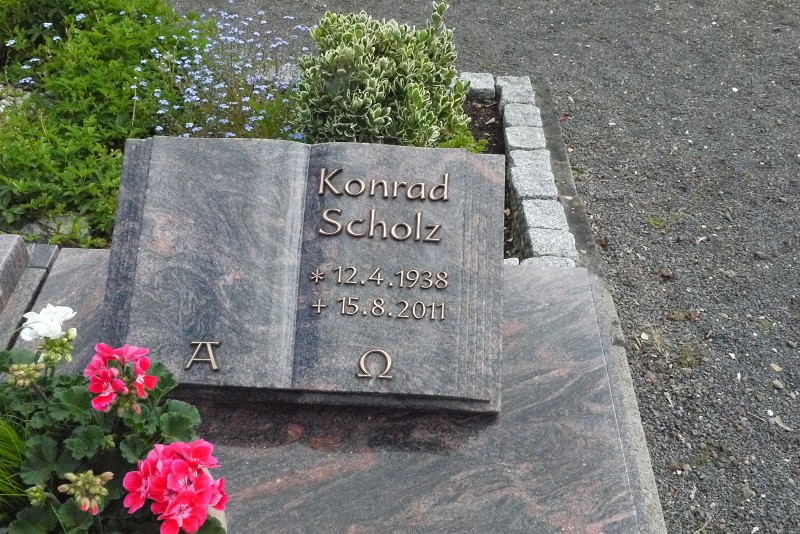 Konrad
Scholz
* 12.4.1938
+ 15.8.2011
A
Ω